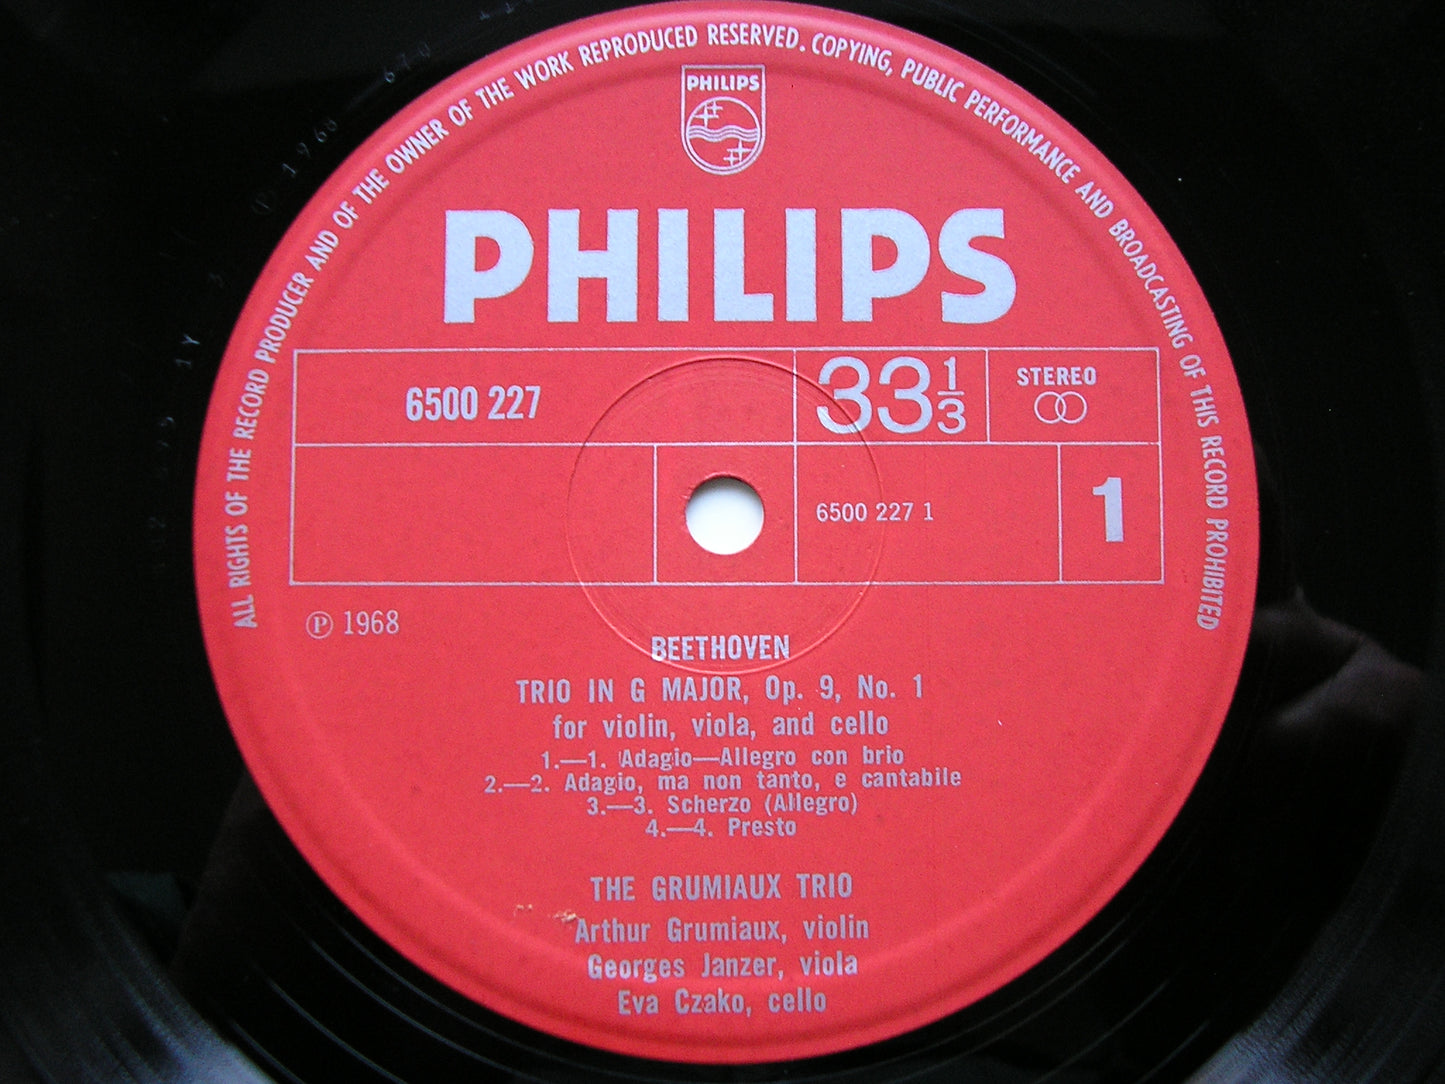 ALL RIGHTS OF THE RECORD PRODUCER AND OF THE OWNER OF THE WORK REPRODUCED RESERVED. COPYING, PUBLIC PERFORMANCE AND BROADCASTING OF THIS RECORD PROHIBITED
PHILIPS
PHILIPS
6500 227
33 1/3
STEREO
6500 227 1
1
℗ 1968
BEETHOVEN
TRIO IN G MAJOR, Op. 9, No. 1
for violin, viola, and cello
1.—1. Adagio—Allegro con brio
2.—2. Adagio, ma non tanto, e cantabile
3.—3. Scherzo (Allegro)
4.—4. Presto
THE GRUMIAUX TRIO
Arthur Grumiaux, violin
Georges Janzer, viola
Eva Czako, cello
℗ 1968
670